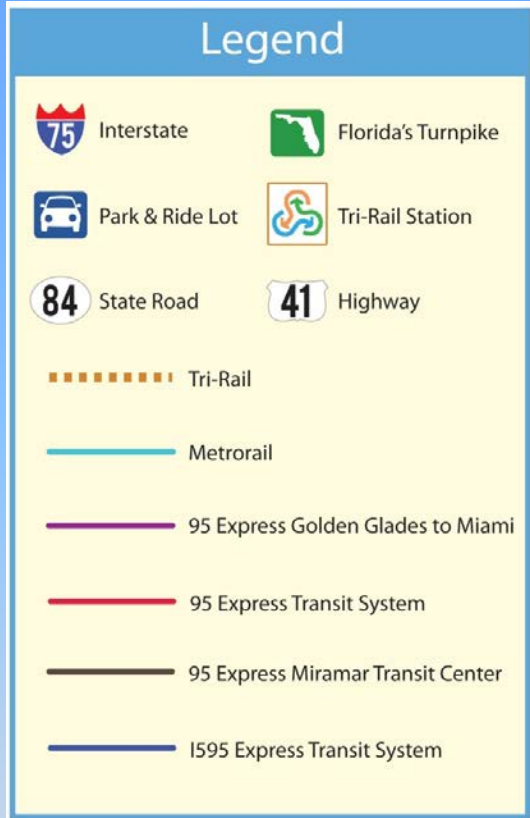 Legend
75 Interstate
Florida's Turnpike
Park & Ride Lot
Tri-Rail Station
84 State Road
41 Highway
Tri-Rail
Metrorail
95 Express Golden Glades to Miami
95 Express Transit System
95 Express Miramar Transit Center
I595 Express Transit System